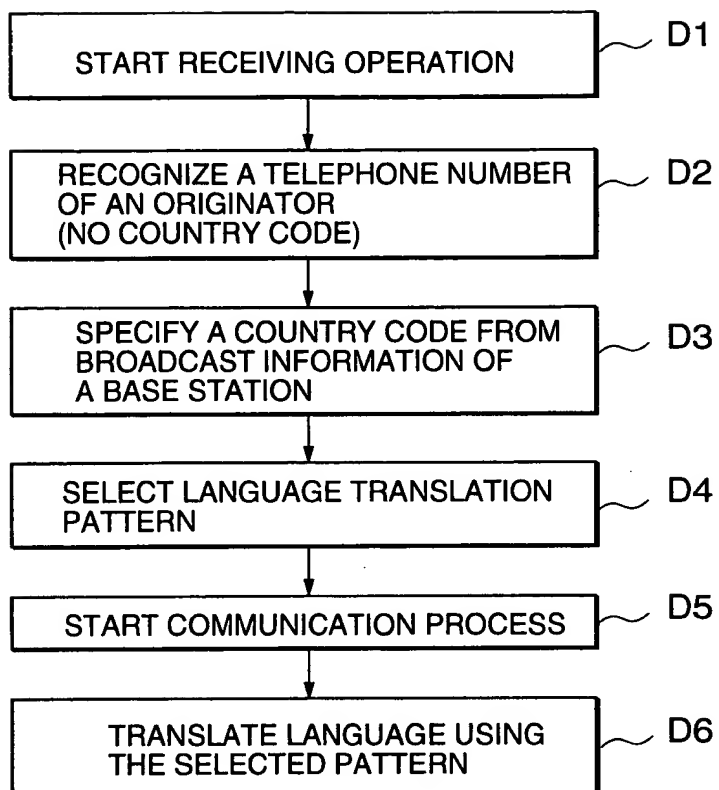 START RECEIVING OPERATION
D1
RECOGNIZE A TELEPHONE NUMBER
OF AN ORIGINATOR
(NO COUNTRY CODE)
D2
SPECIFY A COUNTRY CODE FROM
BROADCAST INFORMATION OF
A BASE STATION
D3
SELECT LANGUAGE TRANSLATION
PATTERN
D4
START COMMUNICATION PROCESS
D5
TRANSLATE LANGUAGE USING
THE SELECTED PATTERN
D6